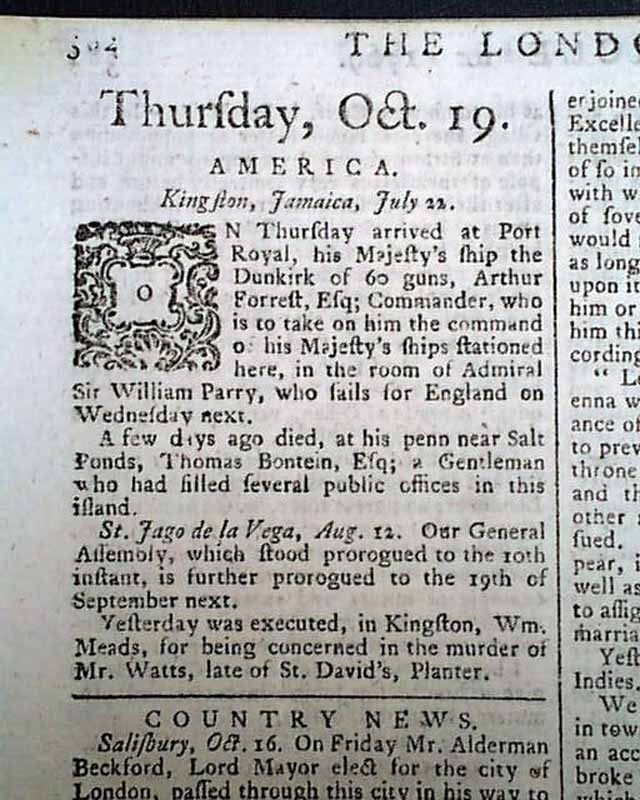 304
THE LONDO
Thurſday, Oct. 19.
AMERICA.
Kingſton, Jamaica, July 22.
ON Thurſday arrived at Port
Royal, his Majeſty's ſhip the
Dunkirk of 60 guns, Arthur
Forreſt, Eſq; Commander, who
is to take on him the command
o: his Majeſty's ſhips ſtationed
here, in the room of Admiral
Sir William Parry, who ſails for England on
Wedneſday next.
A few days ago died, at his penn near Salt
Ponds, Thomas Bontein, Eſq; a Gentleman
who had filled ſeveral public offices in this
iſland.
St. Jago de la Vega, Aug. 12. Our General
Aſſembly, which ſtood prorogued to the 10th
inſtant, is further prorogued to the 19th of
September next.
Yeſterday was executed, in Kingſton, Wm.
Meads, for being concerned in the murder of
Mr. Watts, late of St. David's, Planter.
COUNTRY NEWS.
Saliſbury, Oct. 16. On Friday Mr. Alderman
Beckford, Lord Mayor elect for the city of
London, paſſed through this city in his way to
erjoine
Excelle
themſel
of ſo in
with w
of ſove
would
as long
upon it
him or
him thi
cording
“ L
enna w
ance of
to prev
throne
and th
other
ſued.
pear, i
well as
to aſſig
marria
Yeſt
Indies.
We
in tow
an acc
broke
which